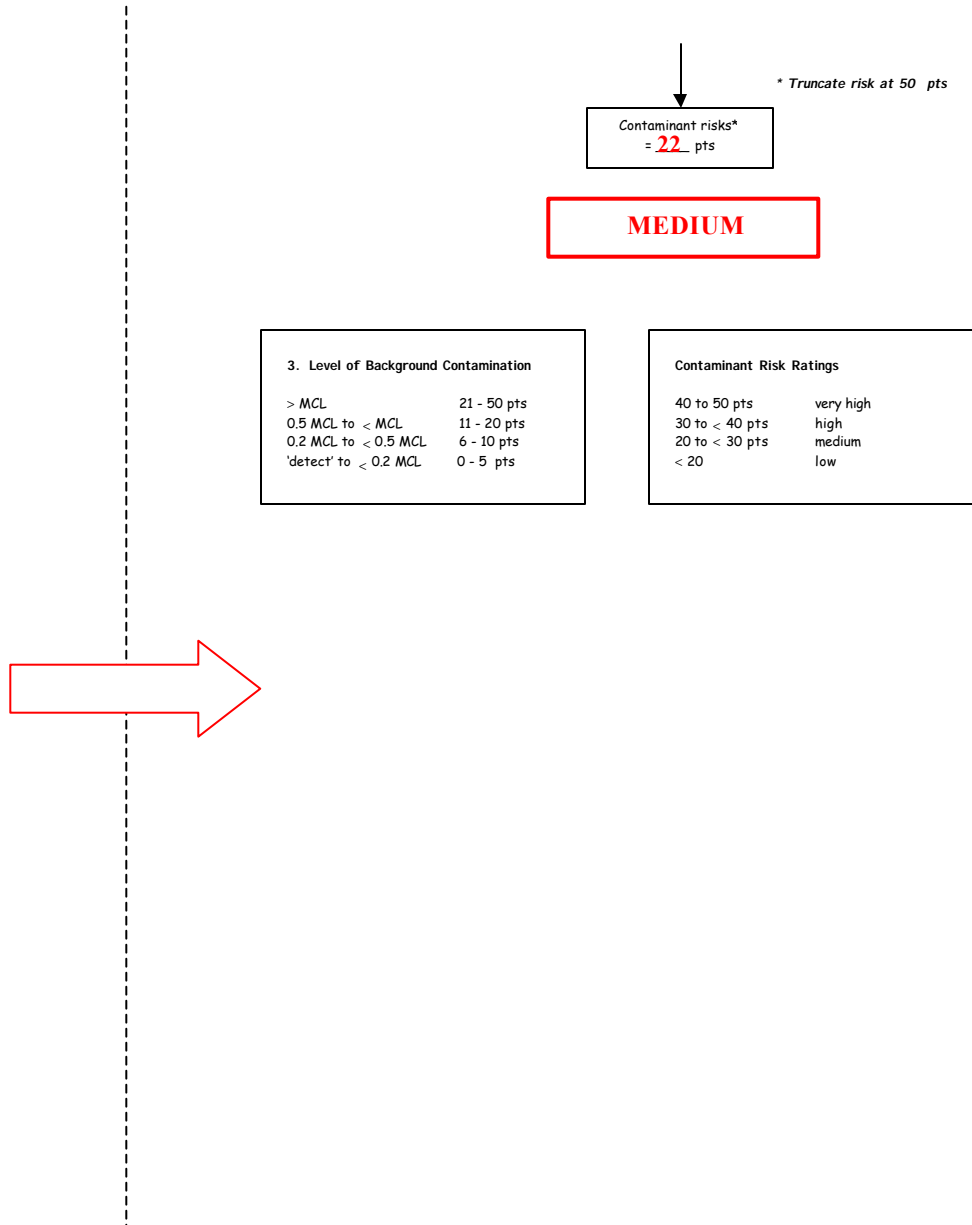 * Truncate risk at 50 pts
Contaminant risks*
= 22 pts
MEDIUM
3. Level of Background Contamination
> MCL 21 - 50 pts
0.5 MCL to < MCL 11 - 20 pts
0.2 MCL to < 0.5 MCL 6 - 10 pts
'detect' to < 0.2 MCL 0 - 5 pts
Contaminant Risk Ratings
40 to 50 pts very high
30 to < 40 pts high
20 to < 30 pts medium
< 20 low